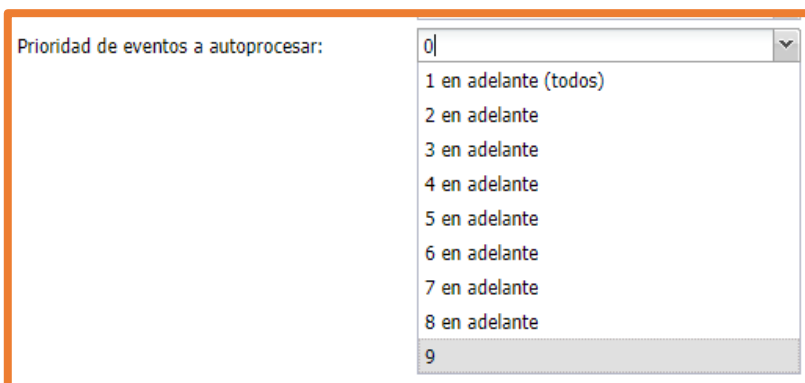 Prioridad de eventos a autoprocesar: 0
1 en adelante (todos)
2 en adelante
3 en adelante
4 en adelante
5 en adelante
6 en adelante
7 en adelante
8 en adelante
9